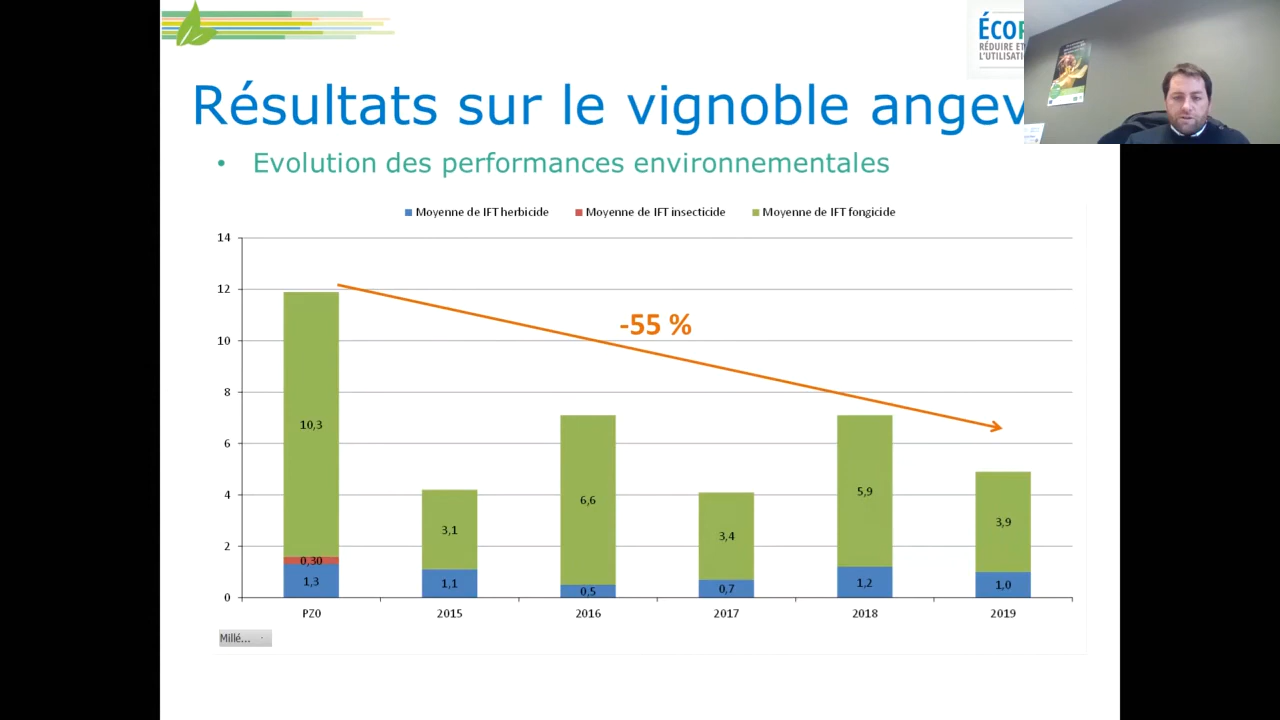 ÉCO
RÉDUIRE ET
L'UTILISATI
Résultats sur le vignoble angev
• Evolution des performances environnementales
Moyenne de IFT herbicide Moyenne de IFT insecticide Moyenne de IFT fongicide
14
12
10
8
6
4
2
0
-55 %
10,3
0,30
1,3
3,1
1,1
6,6
0,5
3,4
0,7
5,9
1,2
3,9
1,0
PZ0 2015 2016 2017 2018 2019
Millé...